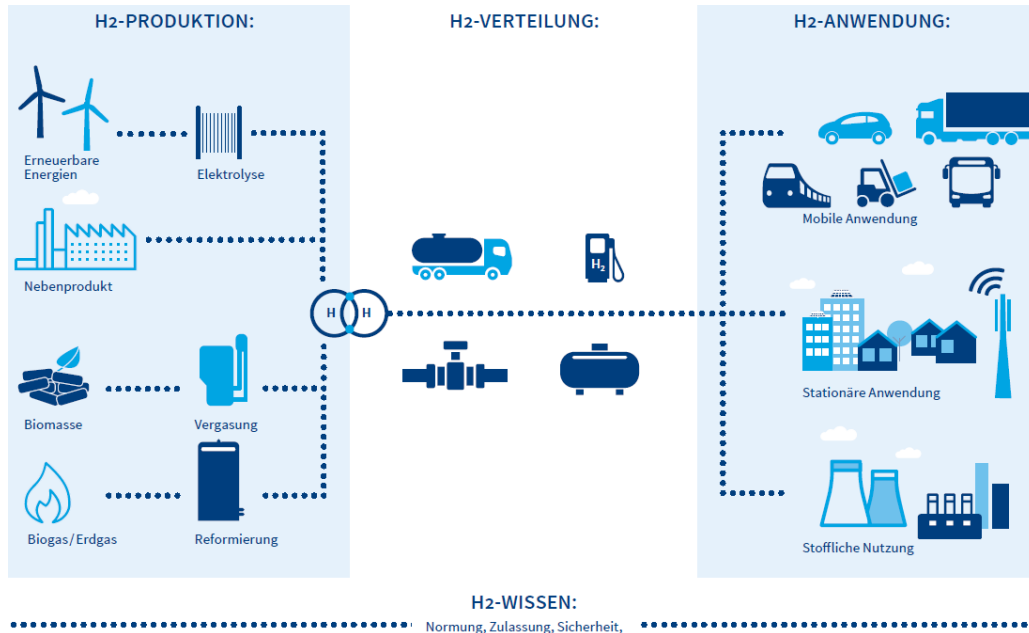 H2-PRODUKTION:
H2-VERTEILUNG:
H2-ANWENDUNG:
Erneuerbare
Energien
Elektrolyse
Nebenprodukt
Biomasse
Vergasung
Biogas/Erdgas
Reformierung
H H
H₂
Mobile Anwendung
Stationäre Anwendung
Stoffliche Nutzung
H2-WISSEN:
Normung, Zulassung, Sicherheit,